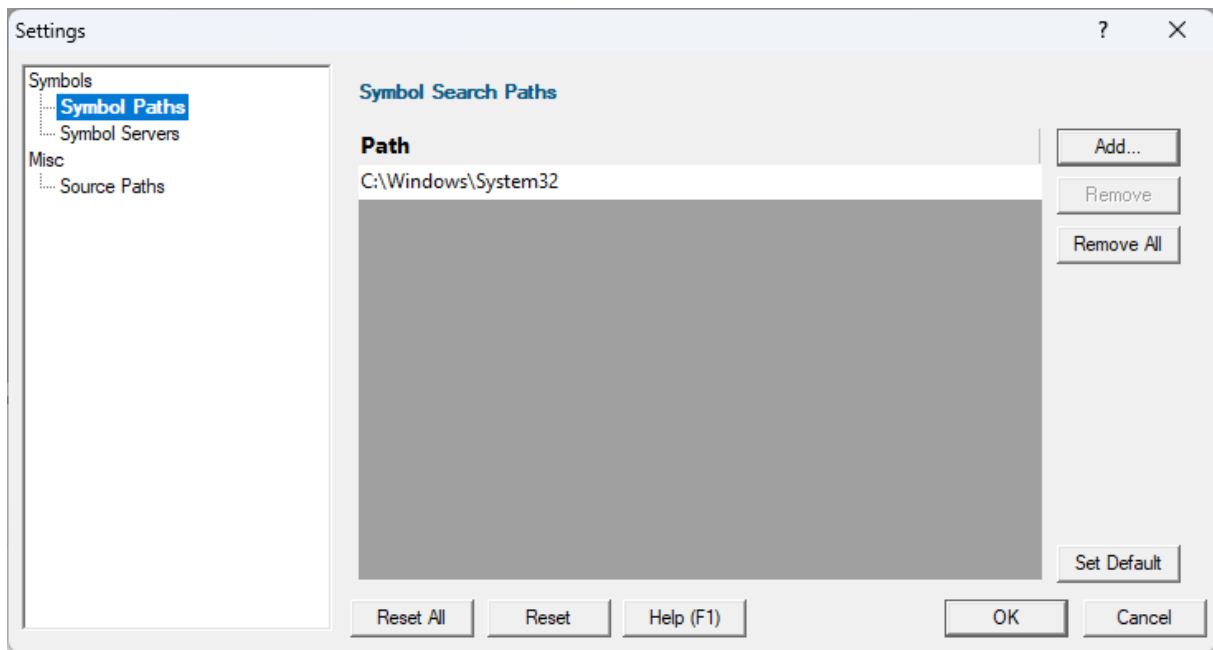 Settings
?
Symbols
Symbol Paths
Symbol Servers
Misc
Source Paths
Symbol Search Paths
Path
C:\Windows\System32
Add...
Remove
Remove All
Set Default
Reset All
Reset
Help (F1)
OK
Cancel